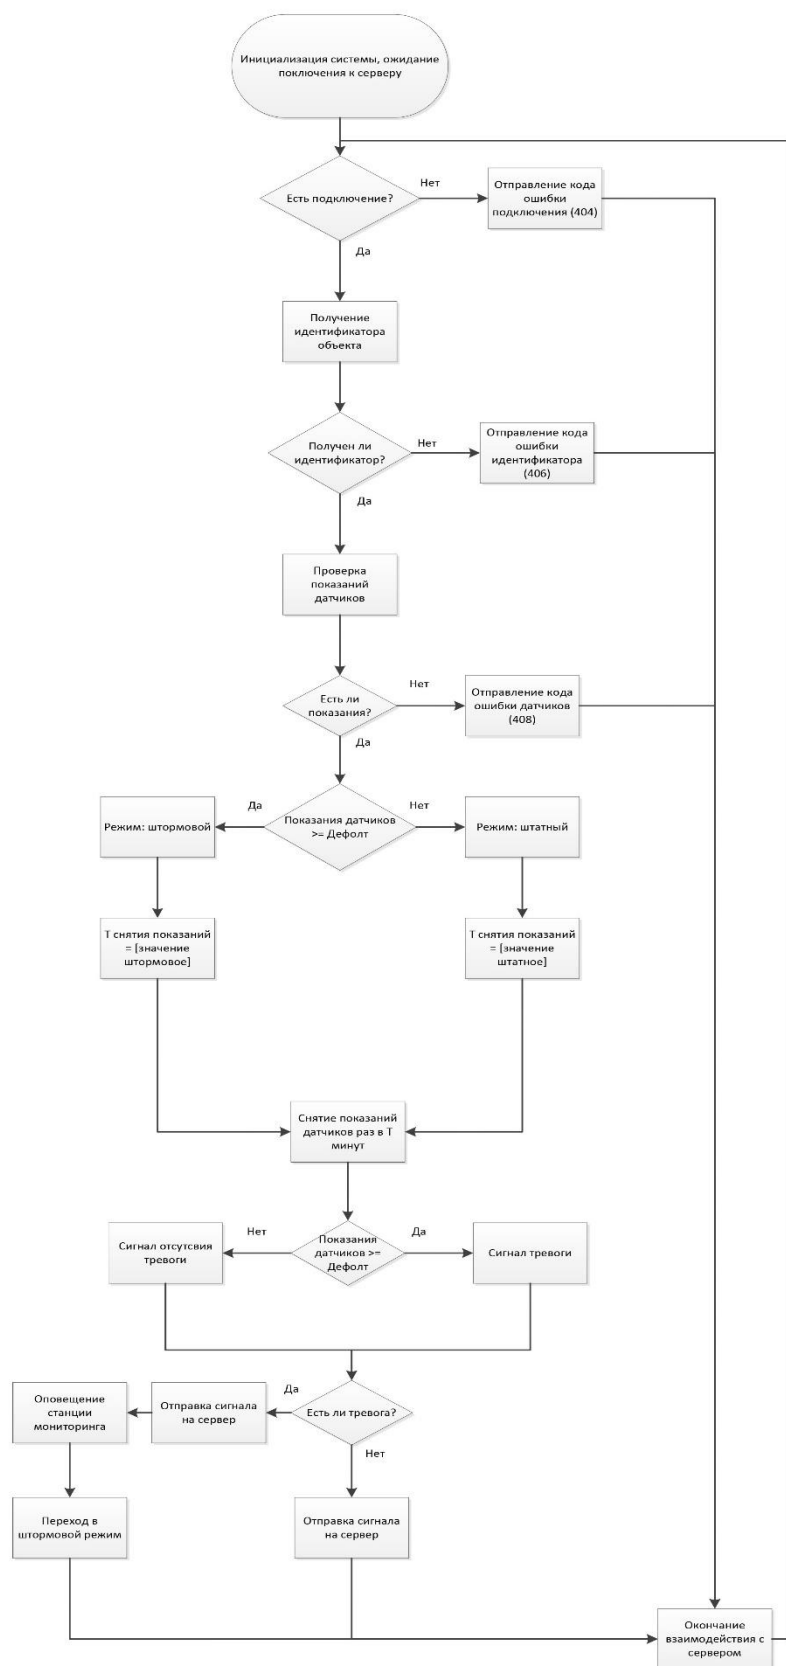 Инициализация системы, ожидание
поключения к серверу
Есть подключение?
Нет
Отправление кода
ошибки
подключения (404)
Да
Получение
идентификатора
объекта
Получен ли
идентификатор?
Нет
Отправление кода
ошибки
идентификатора
(406)
Да
Проверка
показаний
датчиков
Есть ли
показания?
Нет
Отправление кода
ошибки датчиков
(408)
Да
Показания датчиков
>= Дефолт
Да
Нет
Режим: штормовой
Режим: штатный
Т снятия показаний
= [значение
штормовое]
Т снятия показаний
= [значение
штатное]
Снятие показаний
датчиков раз в Т
минут
Показания
датчиков >=
Дефолт
Нет
Да
Сигнал отсутсвия
тревоги
Сигнал тревоги
Есть ли тревога?
Да
Отправка сигнала
на сервер
Оповещение
станции
мониторинга
Нет
Переход в
штормовой режим
Отправка сигнала
на сервер
Окончание
взаимодействия с
сервером